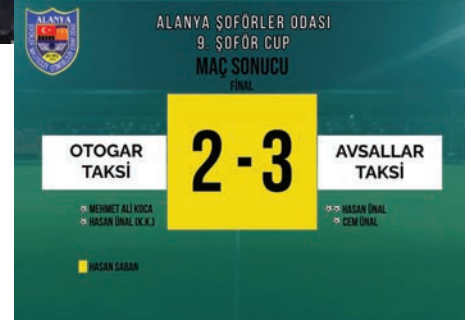 ALANYA
ALANYA ŞOFÖRLER ODASI
9. ŞOFÖR CUP
MAÇ SONUCU
FİNAL
OTOGAR
TAKSİ
2 - 3
AVSALLAR
TAKSİ
MEHMET ALİ KOCA
HASAN ÜNAL (K.K.)
HASAN ÜNAL
CEM ÜNAL
HASAN SABAN